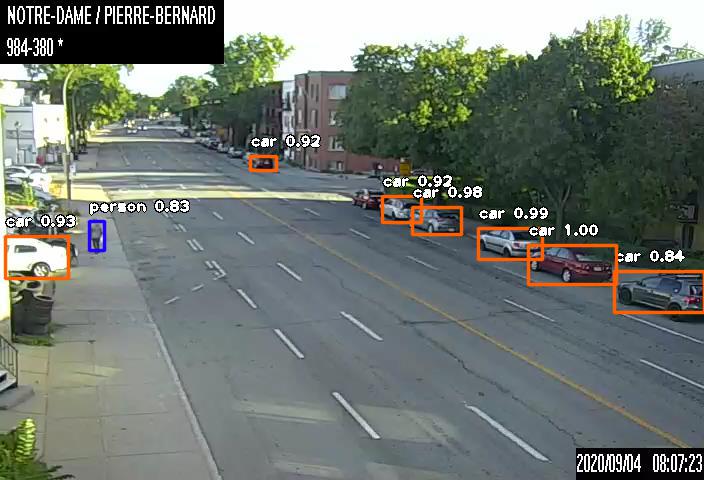 NOTRE-DAME / PIERRE-BERNARD
984-380 *
car 0.92
car 0.92
car 0.98
person 0.83
car 0.93
car 0.99
car 1.00
car 0.84
2020/09/04 08:07:23